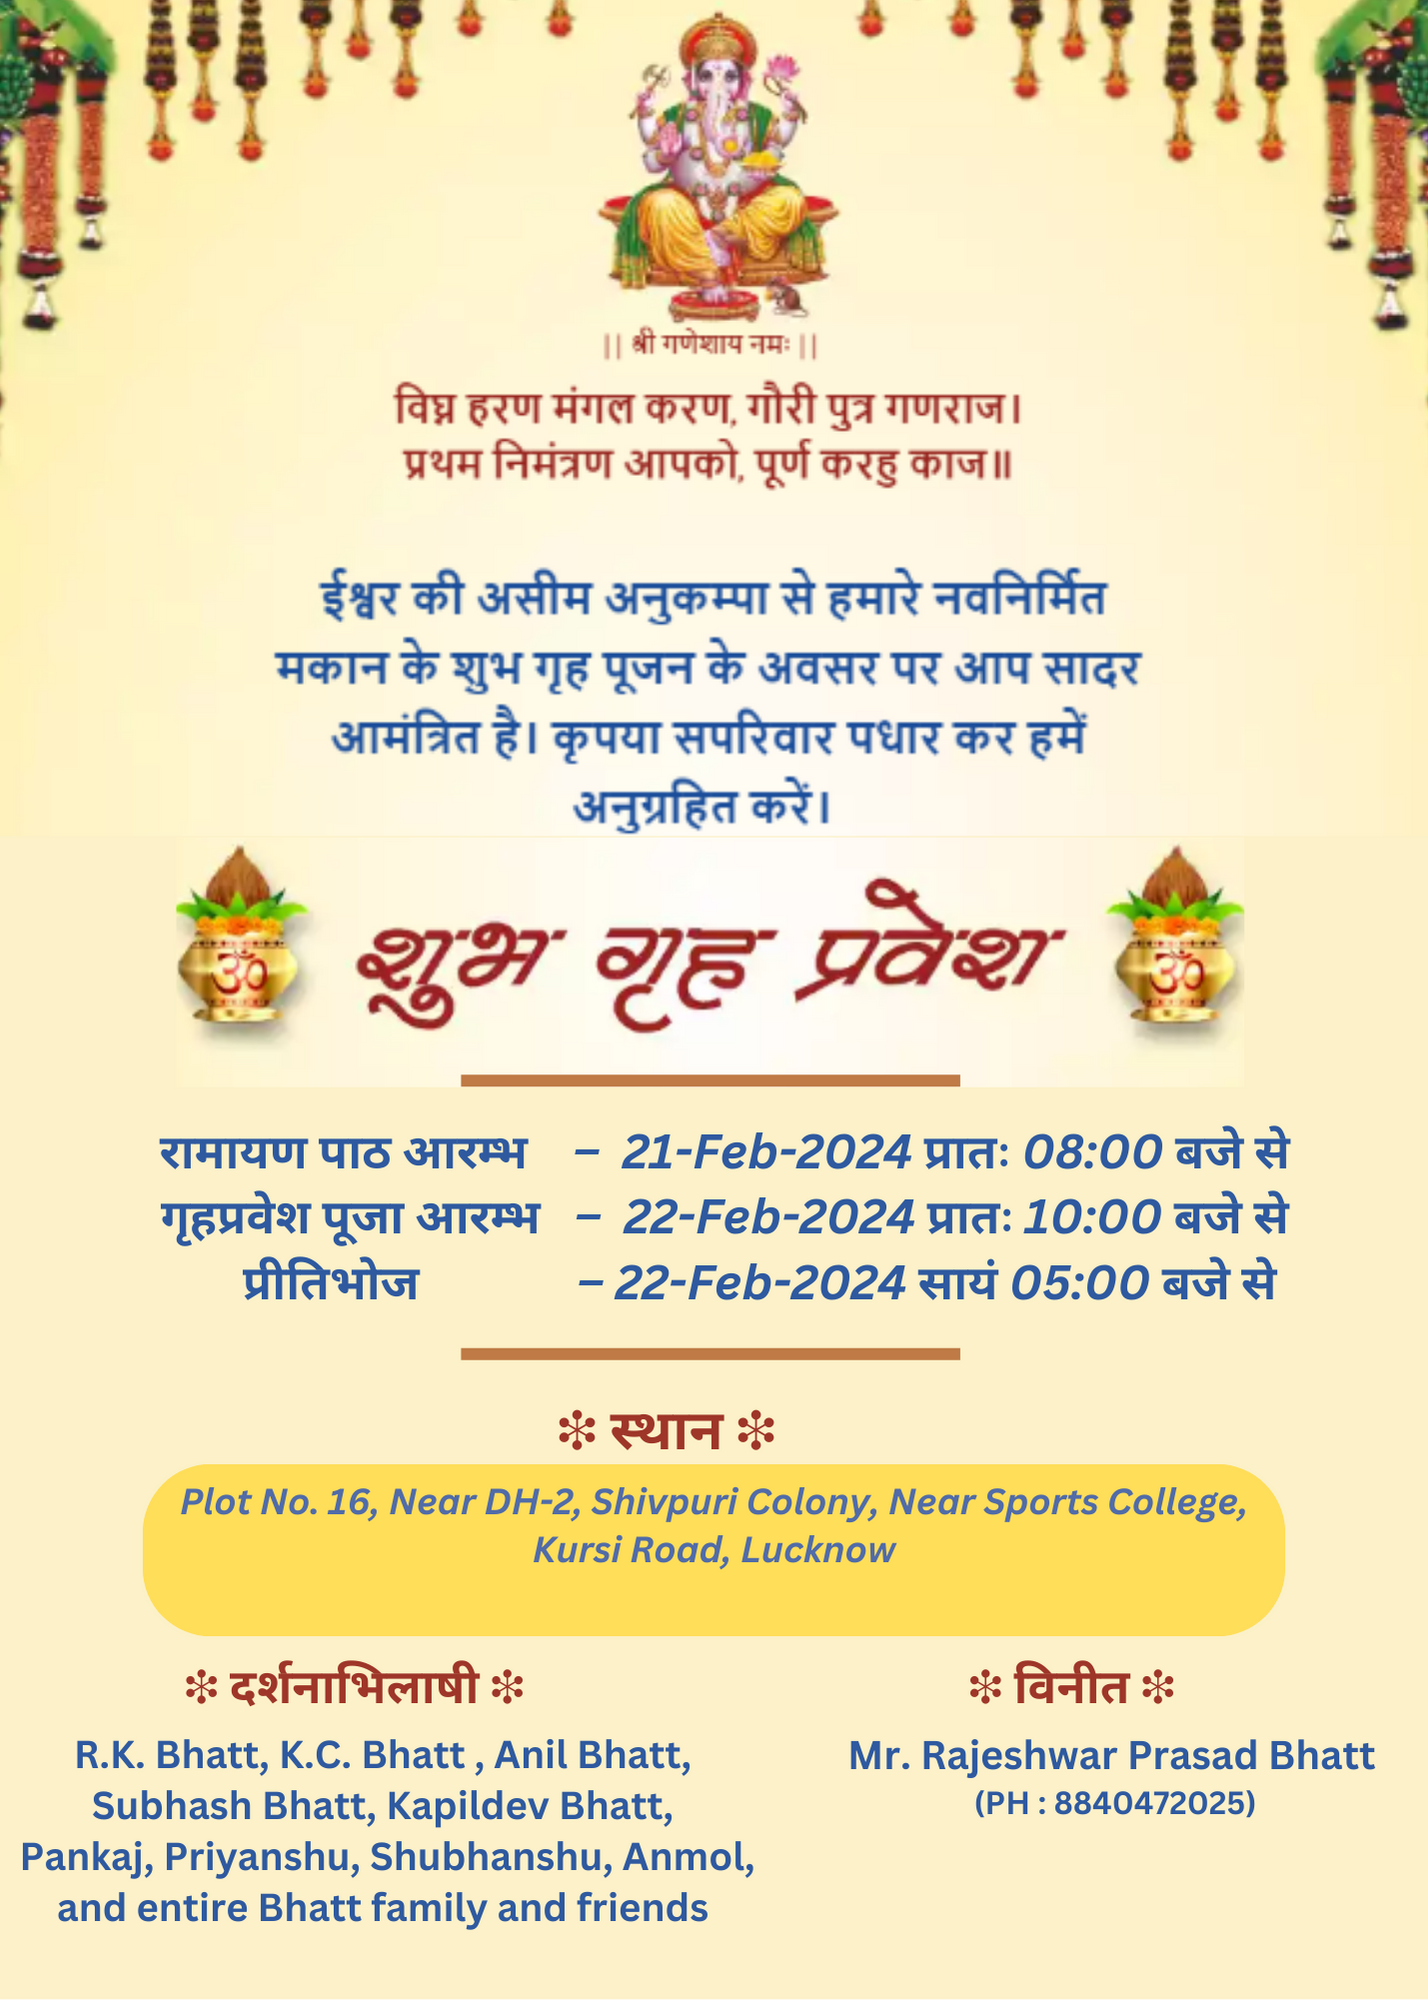 || श्री गणेशाय नमः ||
विघ्न हरण मंगल करण, गौरी पुत्र गणराज।
प्रथम निमंत्रण आपको, पूर्ण करहु काज॥
ईश्वर की असीम अनुकम्पा से हमारे नवनिर्मित
मकान के शुभ गृह पूजन के अवसर पर आप सादर
आमंत्रित है। कृपया सपरिवार पधार कर हमें
अनुग्रहित करें।
ॐ शुभ गृह प्रवेश ॐ
रामायण पाठ आरम्भ – 21-Feb-2024 प्रातः 08:00 बजे से
गृहप्रवेश पूजा आरम्भ – 22-Feb-2024 प्रातः 10:00 बजे से
प्रीतिभोज – 22-Feb-2024 सायं 05:00 बजे से
❇ स्थान ❇
Plot No. 16, Near DH-2, Shivpuri Colony, Near Sports College,
Kursi Road, Lucknow
❇ दर्शनाभिलाषी ❇
R.K. Bhatt, K.C. Bhatt , Anil Bhatt,
Subhash Bhatt, Kapildev Bhatt,
Pankaj, Priyanshu, Shubhanshu, Anmol,
and entire Bhatt family and friends
❇ विनीत ❇
Mr. Rajeshwar Prasad Bhatt
(PH : 8840472025)